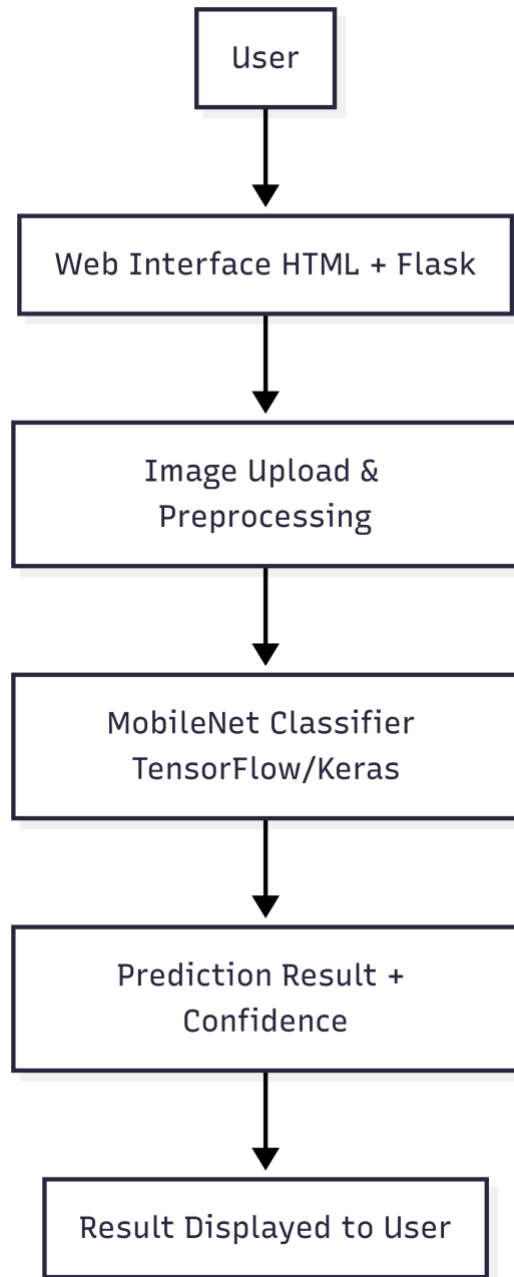 User
Web Interface HTML + Flask
Image Upload &
Preprocessing
MobileNet Classifier
TensorFlow/Keras
Prediction Result +
Confidence
Result Displayed to User